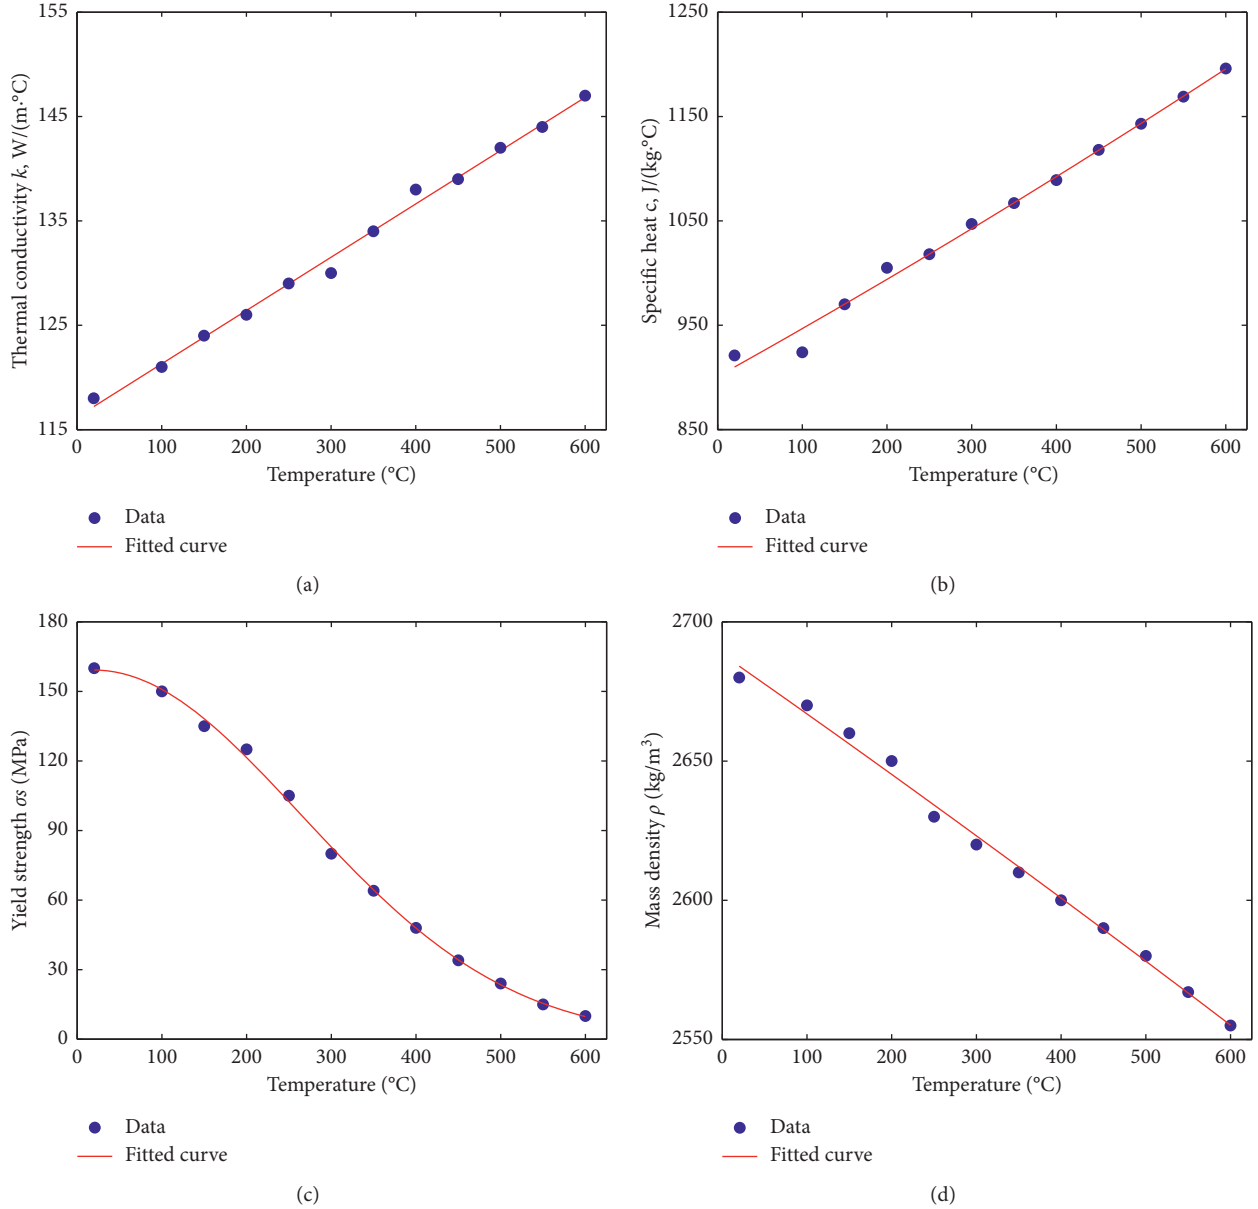 155
145
135
125
115
Thermal conductivity k, W/(m·°C)
0 100 200 300 400 500 600
Temperature (°C)
Data
Fitted curve
(a)
1250
1150
1050
950
850
Specific heat c, J/(kg·°C)
0 100 200 300 400 500 600
Temperature (°C)
Data
Fitted curve
(b)
180
150
120
90
60
30
0
Yield strength σs (MPa)
0 100 200 300 400 500 600
Temperature (°C)
Data
Fitted curve
(c)
2700
2650
2600
2550
Mass density ρ (kg/m³)
0 100 200 300 400 500 600
Temperature (°C)
Data
Fitted curve
(d)